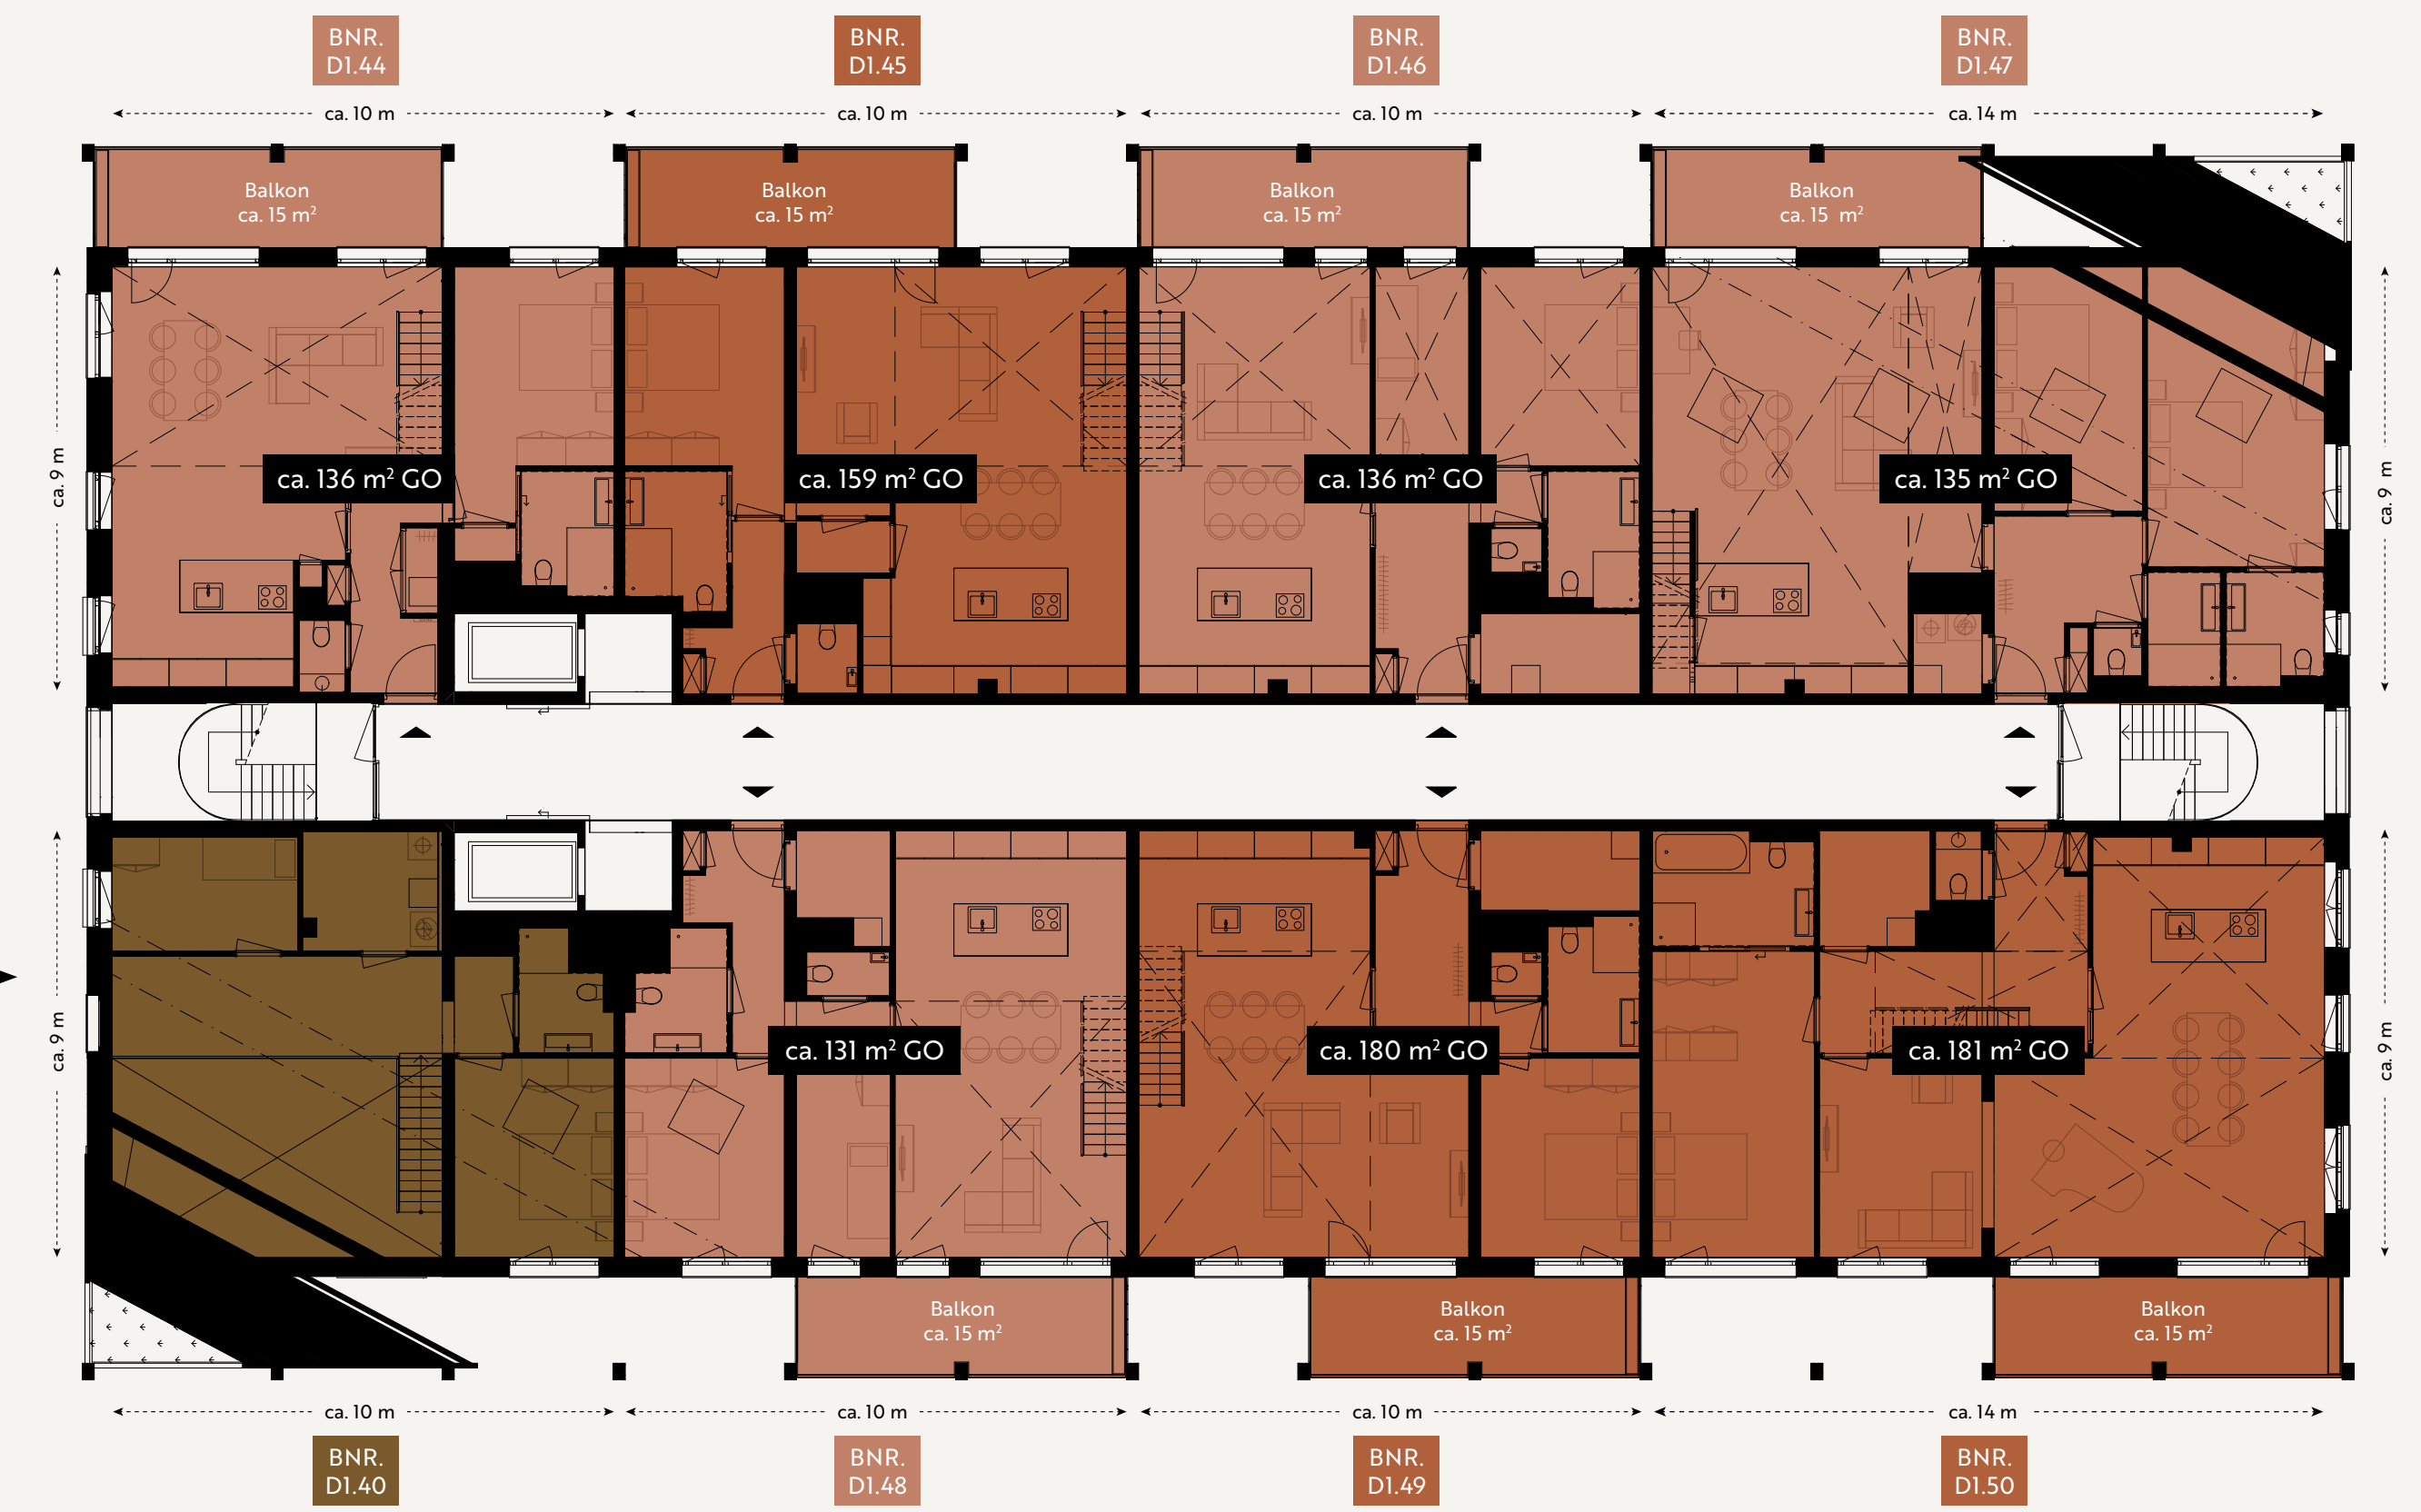 BNR.
D1.44
BNR.
D1.45
BNR.
D1.46
BNR.
D1.47
ca. 10 m
ca. 10 m
ca. 10 m
ca. 14 m
Balkon
ca. 15 m²
Balkon
ca. 15 m²
Balkon
ca. 15 m²
Balkon
ca. 15 m²
ca. 9 m
ca. 136 m² GO
ca. 159 m² GO
ca. 136 m² GO
ca. 135 m² GO
ca. 9 m
ca. 9 m
ca. 131 m² GO
ca. 180 m² GO
ca. 181 m² GO
ca. 9 m
Balkon
ca. 15 m²
Balkon
ca. 15 m²
Balkon
ca. 15 m²
ca. 10 m
ca. 10 m
ca. 10 m
ca. 14 m
BNR.
D1.40
BNR.
D1.48
BNR.
D1.49
BNR.
D1.50